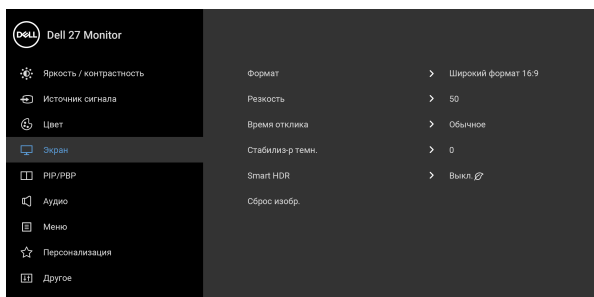 DELL Dell 27 Monitor
Яркость / контрастность
Источник сигнала
Цвет
Экран
PIP/PBP
Аудио
Меню
Персонализация
Другое
Формат Широкий формат 16:9
Резкость 50
Время отклика Обычное
Стабилиз-р темн. 0
Smart HDR Выкл.
Сброс изобр.